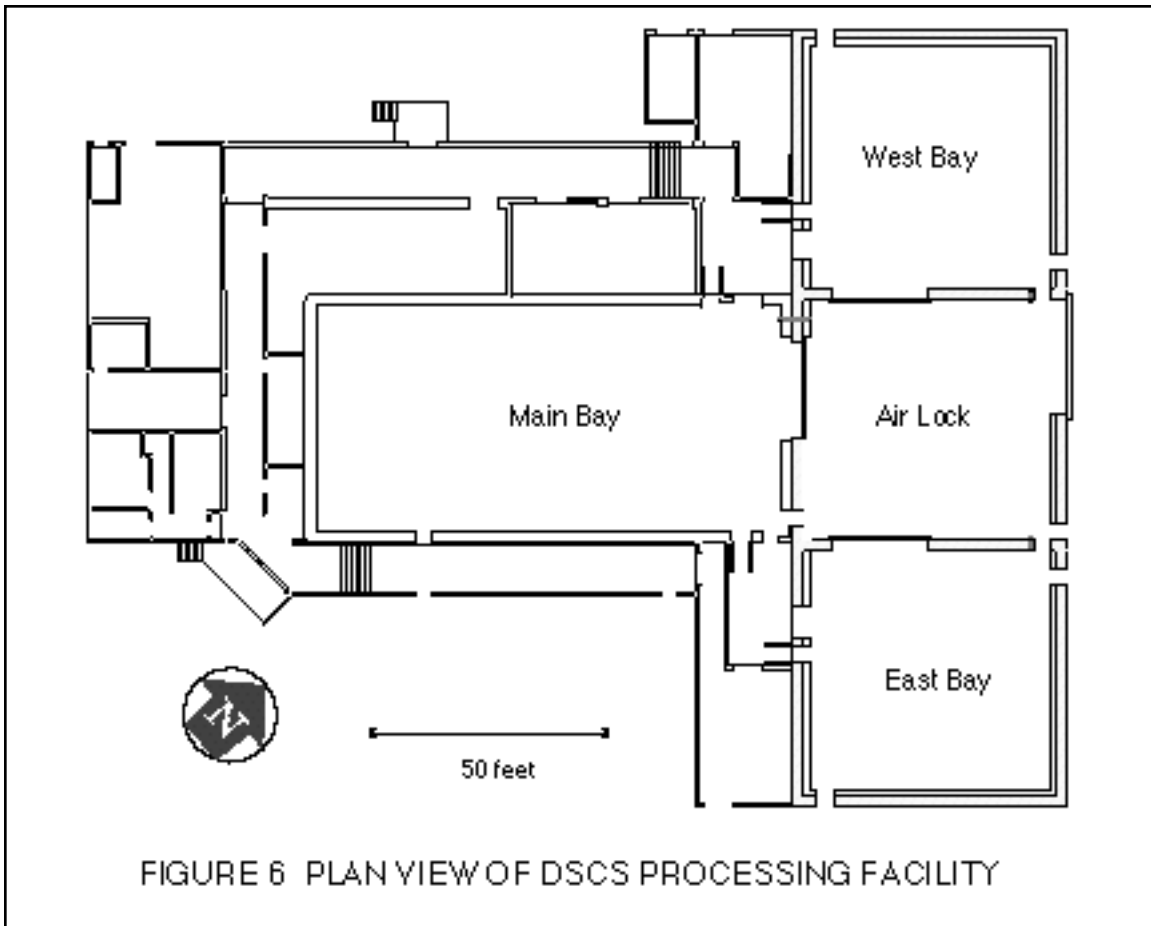 West Bay
Main Bay
Air Lock
East Bay
N
50 feet
FIGURE 6 PLAN VIEW OF DSCS PROCESSING FACILITY